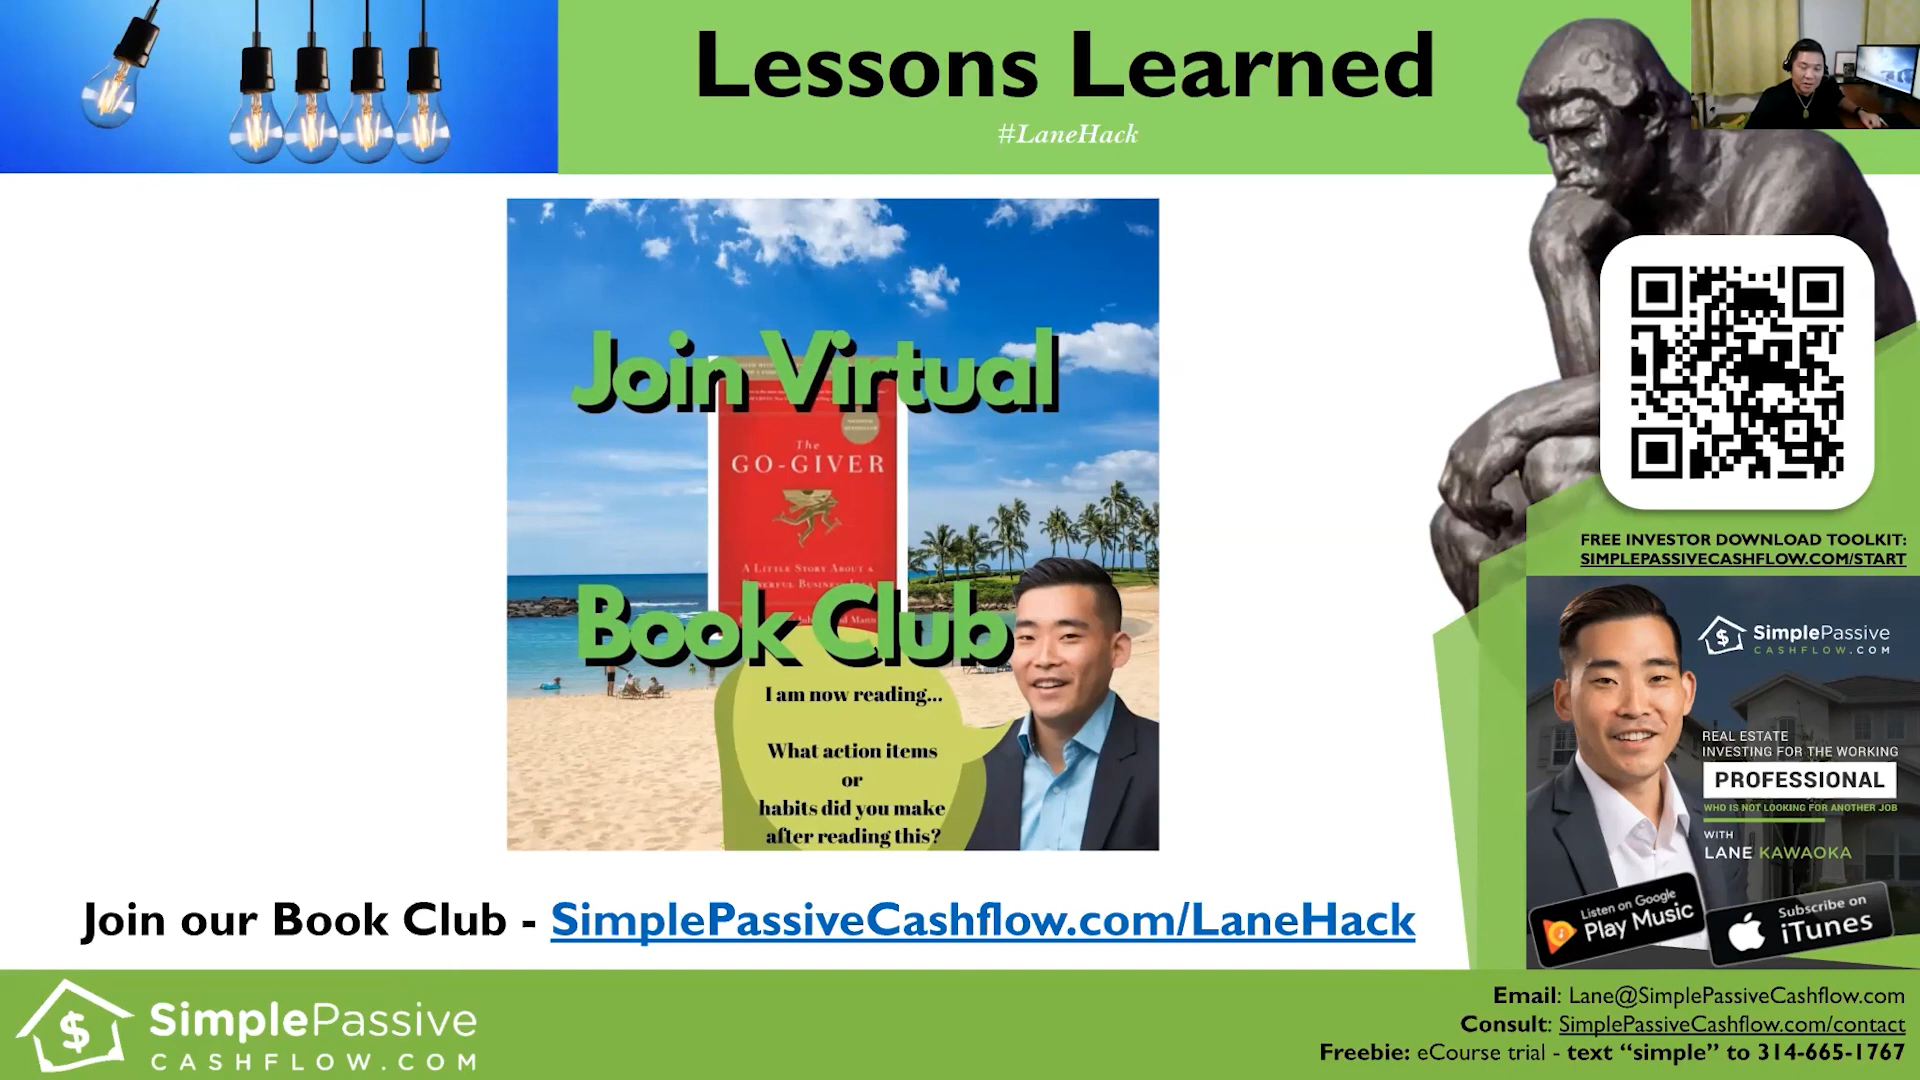 Lessons Learned
#LaneHack
Join Virtual
The
GO-GIVER
A LITTLE STORY ABOUT A
Book Club
Mann
I am now reading...
What action items
or
habits did you make
after reading this?
Join our Book Club - SimplePassiveCashflow.com/LaneHack
FREE INVESTOR DOWNLOAD TOOLKIT:
SIMPLEPASSIVECASHFLOW.COM/START
$ SimplePassive
CASHFLOW.COM
REAL ESTATE
INVESTING FOR THE WORKING
PROFESSIONAL
WHO IS NOT LOOKING FOR ANOTHER JOB
WITH
LANE KAWAOKA
Listen on Google
Play Music
Subscribe on
iTunes
$ SimplePassive
CASHFLOW.COM
Email: Lane@SimplePassiveCashflow.com
Consult: SimplePassiveCashflow.com/contact
Freebie: eCourse trial - text “simple” to 314-665-1767